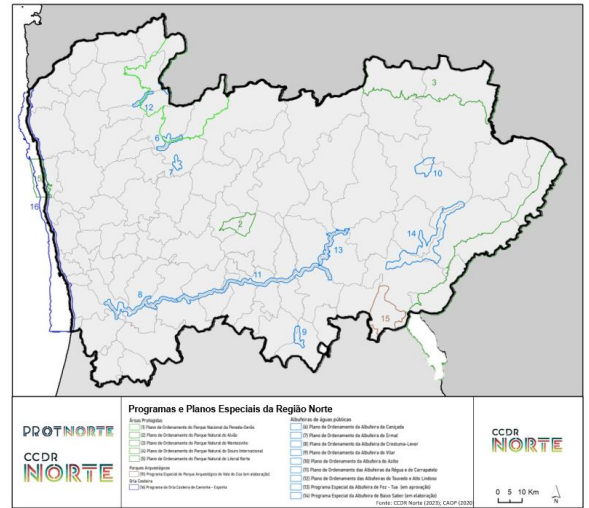 3
12
6
7
10
5
16
2
14
13
11
8
15
9
Programas e Planos Especiais da Região Norte
PROTNORTE
CCDR
NORTE
Áreas Protegidas
(1) Plano de Ordenamento do Parque Nacional da Peneda-Gerês
(2) Plano de Ordenamento do Parque Natural do Alvão
(3) Plano de Ordenamento do Parque Natural de Montesinho
(4) Plano de Ordenamento do Parque Natural do Douro Internacional
(5) Plano de Ordenamento do Parque Natural do Litoral Norte
Parques Arqueológicos
(15) Programa Especial do Parque Arqueológico do Vale do Coa (em elaboração)
Orla Costeira
(16) Programa da Orla Costeira de Caminha - Espinho
Albufeiras de águas públicas
(6) Plano de Ordenamento da Albufeira da Caniçada
(7) Plano de Ordenamento da Albufeira do Ermal
(8) Plano de Ordenamento da Albufeira de Crestuma-Lever
(9) Plano de Ordenamento da Albufeira de Vilar
(10) Plano de Ordenamento da Albufeira do Azibo
(11) Plano de Ordenamento das Albufeiras da Régua e do Carrapatelo
(12) Plano de Ordenamento das Albufeiras do Touvedo e Alto Lindoso
(13) Programa Especial da Albufeira de Foz - Tua (em aprovação)
(14) Programa Especial da Albufeira do Baixo Sabor (em elaboração)
Fonte: CCDR Norte (2023); CAOP (2020)
CCDR
NORTE
0 5 10 Km
N